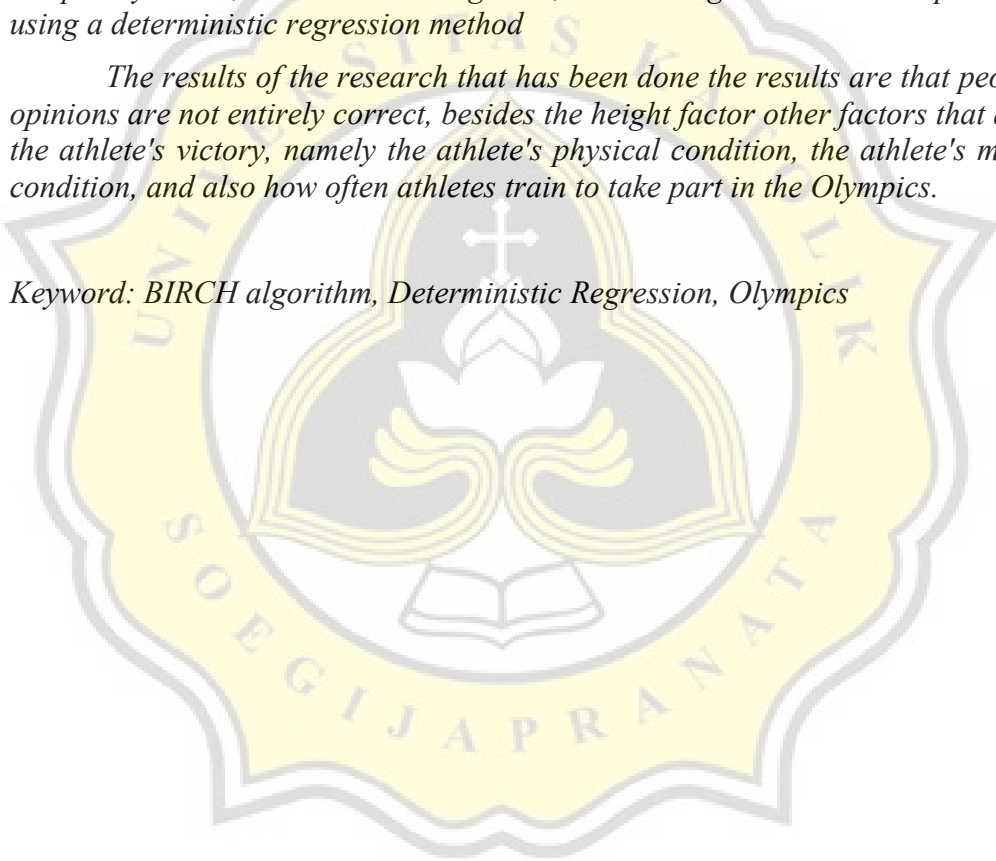 using a deterministic regression method
The results of the research that has been done the results are that
opinions are not entirely correct, besides the height factor other factors that
the athlete's victory, namely the athlete's physical condition, the athlete's
condition, and also how often athletes train to take part in the Olympics.
Keyword: BIRCH algorithm, Deterministic Regression, Olympics
UNIVERSITAS KATOLIK
SOEGIJAPRANATA